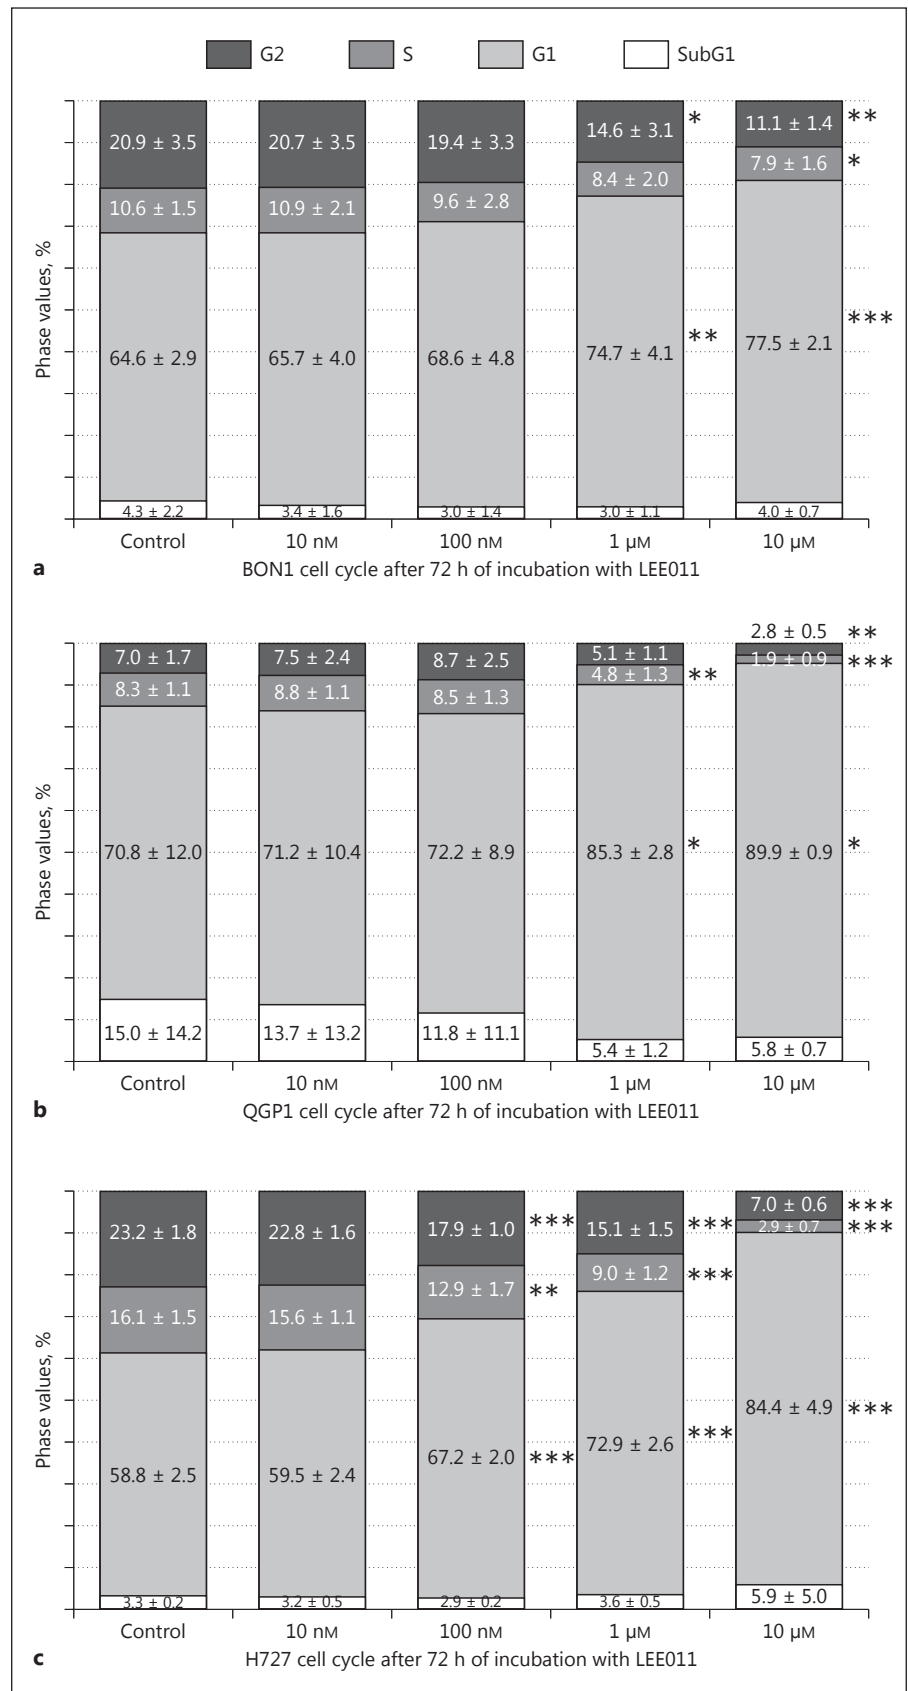 G2 S G1 SubG1
Phase values, %
20.9 ± 3.5 20.7 ± 3.5 19.4 ± 3.3 14.6 ± 3.1 * 11.1 ± 1.4 **
10.6 ± 1.5 10.9 ± 2.1 9.6 ± 2.8 8.4 ± 2.0 7.9 ± 1.6 *
64.6 ± 2.9 65.7 ± 4.0 68.6 ± 4.8 74.7 ± 4.1 ** 77.5 ± 2.1 ***
4.3 ± 2.2 3.4 ± 1.6 3.0 ± 1.4 3.0 ± 1.1 4.0 ± 0.7
Control 10 nM 100 nM 1 µM 10 µM
a BON1 cell cycle after 72 h of incubation with LEE011
Phase values, %
7.0 ± 1.7 7.5 ± 2.4 8.7 ± 2.5 5.1 ± 1.1 2.8 ± 0.5 **
8.3 ± 1.1 8.8 ± 1.1 8.5 ± 1.3 4.8 ± 1.3 ** 1.9 ± 0.9 ***
70.8 ± 12.0 71.2 ± 10.4 72.2 ± 8.9 85.3 ± 2.8 * 89.9 ± 0.9 *
15.0 ± 14.2 13.7 ± 13.2 11.8 ± 11.1 5.4 ± 1.2 5.8 ± 0.7
Control 10 nM 100 nM 1 µM 10 µM
b QGP1 cell cycle after 72 h of incubation with LEE011
Phase values, %
23.2 ± 1.8 22.8 ± 1.6 17.9 ± 1.0 *** 15.1 ± 1.5 *** 7.0 ± 0.6 ***
16.1 ± 1.5 15.6 ± 1.1 12.9 ± 1.7 ** 9.0 ± 1.2 *** 2.9 ± 0.7 ***
58.8 ± 2.5 59.5 ± 2.4 67.2 ± 2.0 *** 72.9 ± 2.6 *** 84.4 ± 4.9 ***
3.3 ± 0.2 3.2 ± 0.5 2.9 ± 0.2 3.6 ± 0.5 5.9 ± 5.0
Control 10 nM 100 nM 1 µM 10 µM
c H727 cell cycle after 72 h of incubation with LEE011